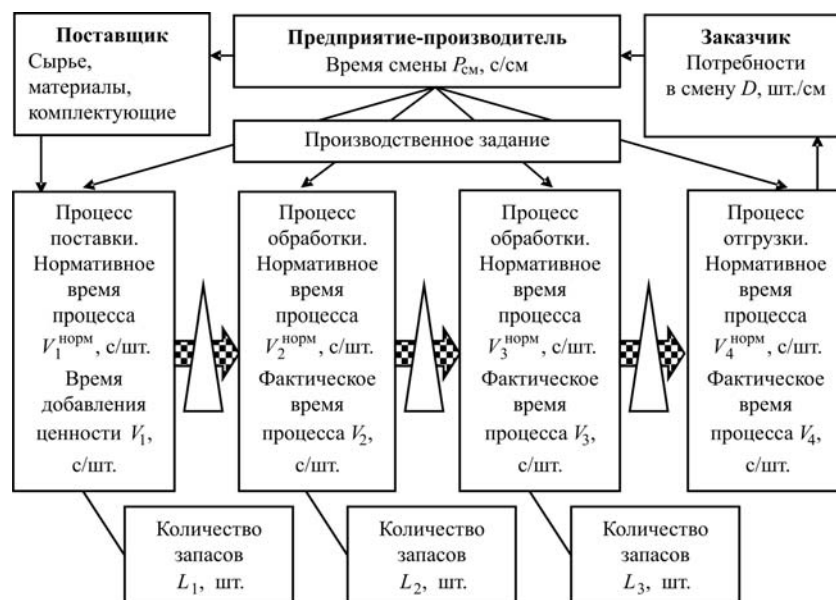 Поставщик
Сырье,
материалы,
комплектующие
Предприятие-производитель
Время смены Pсм, с/см
Заказчик
Потребности
в смену D, шт./см
Производственное задание
Процесс
поставки.
Нормативное
время
процесса
V1норм, с/шт.
Время
добавления
ценности V1,
с/шт.
Процесс
обработки.
Нормативное
время
процесса
V2норм, с/шт.
Фактическое
время
процесса V2,
с/шт.
Процесс
обработки.
Нормативное
время
процесса
V3норм, с/шт.
Фактическое
время
процесса V3,
с/шт.
Процесс
отгрузки.
Нормативное
время
процесса
V4норм, с/шт.
Фактическое
время
процесса V4,
с/шт.
Количество
запасов
L1, шт.
Количество
запасов
L2, шт.
Количество
запасов
L3, шт.